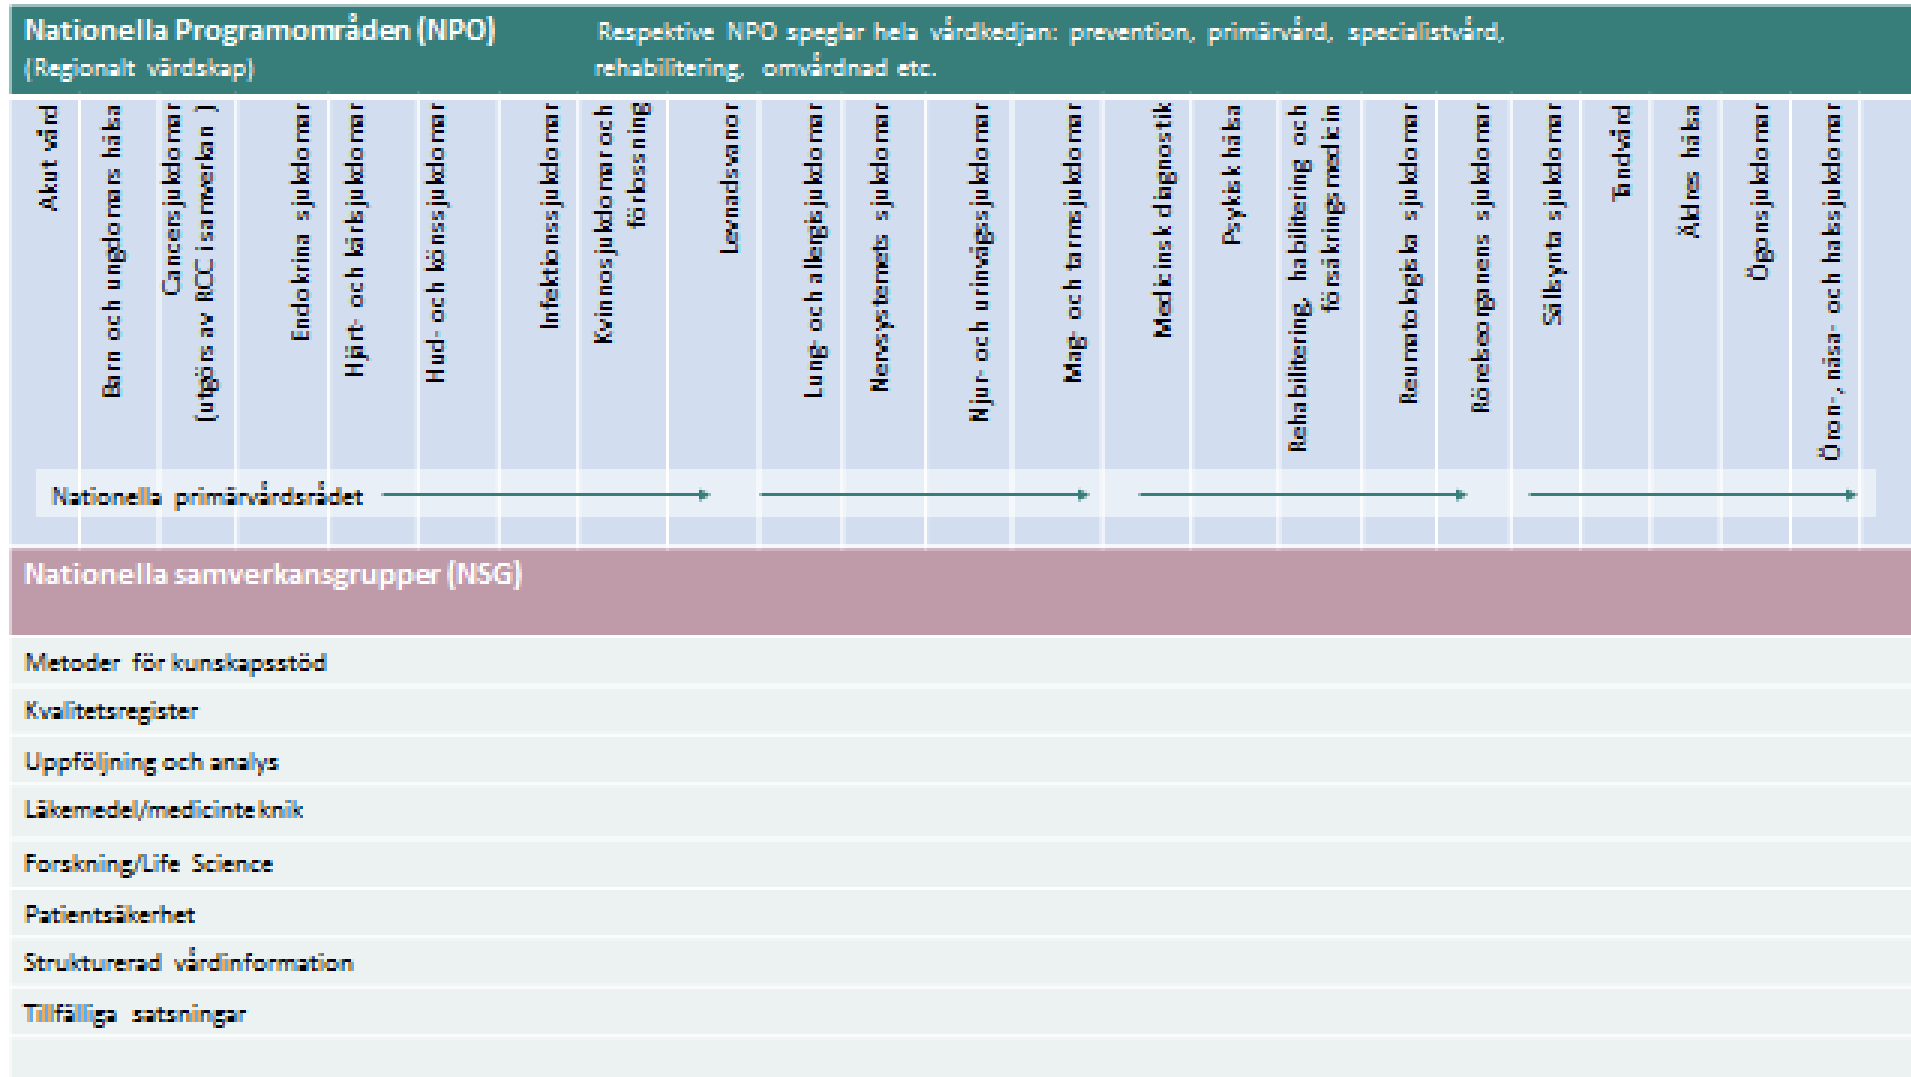 Nationella Programområden (NPO)
(Regionalt värdskap)
Respektive NPO speglar hela vårdkedjan: prevention, primärvård, specialistvård,
rehabilitering, omvårdnad etc.
Akut vård
Barn och ungdomars hälsa
Cancersjukdomar
(utgörs av RCC i samverkan )
Endokrina sjukdomar
Hjärt- och kärlsjukdomar
Hud- och könssjukdomar
Infektionssjukdomar
Kvinnosjukdomar och
förlossning
Levnadsvanor
Lung- och allergisjukdomar
Nervsystemets sjukdomar
Njur- och urinvägssjukdomar
Mag- och tarmsjukdomar
Medicinsk diagnostik
Psykisk hälsa
Rehabilitering, habilitering och
försäkringsmedicin
Reumatologiska sjukdomar
Rörelseorganens sjukdomar
Sällsynta sjukdomar
Tandvård
Äldres hälsa
Ögonsjukdomar
Öron-, näsa- och halssjukdomar
Nationella primärvårdsrådet
Nationella samverkansgrupper (NSG)
Metoder för kunskapsstöd
Kvalitetsregister
Uppföljning och analys
Läkemedel/medicinteknik
Forskning/Life Science
Patientsäkerhet
Strukturerad vårdinformation
Tillfälliga satsningar